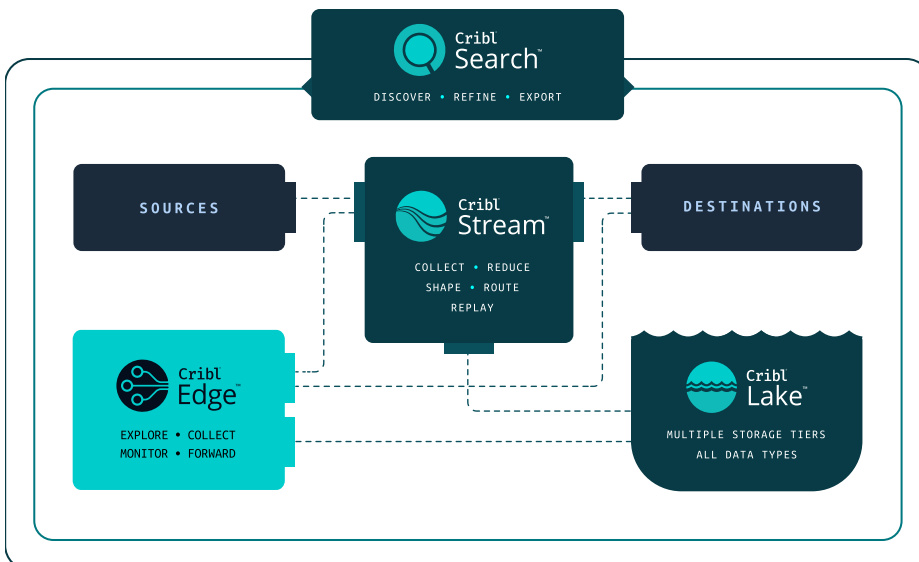 Cribl
Search™
DISCOVER • REFINE • EXPORT
SOURCES
Cribl
Stream™
COLLECT • REDUCE
SHAPE • ROUTE
REPLAY
DESTINATIONS
Cribl
Edge™
EXPLORE • COLLECT
MONITOR • FORWARD
Cribl
Lake™
MULTIPLE STORAGE TIERS
ALL DATA TYPES